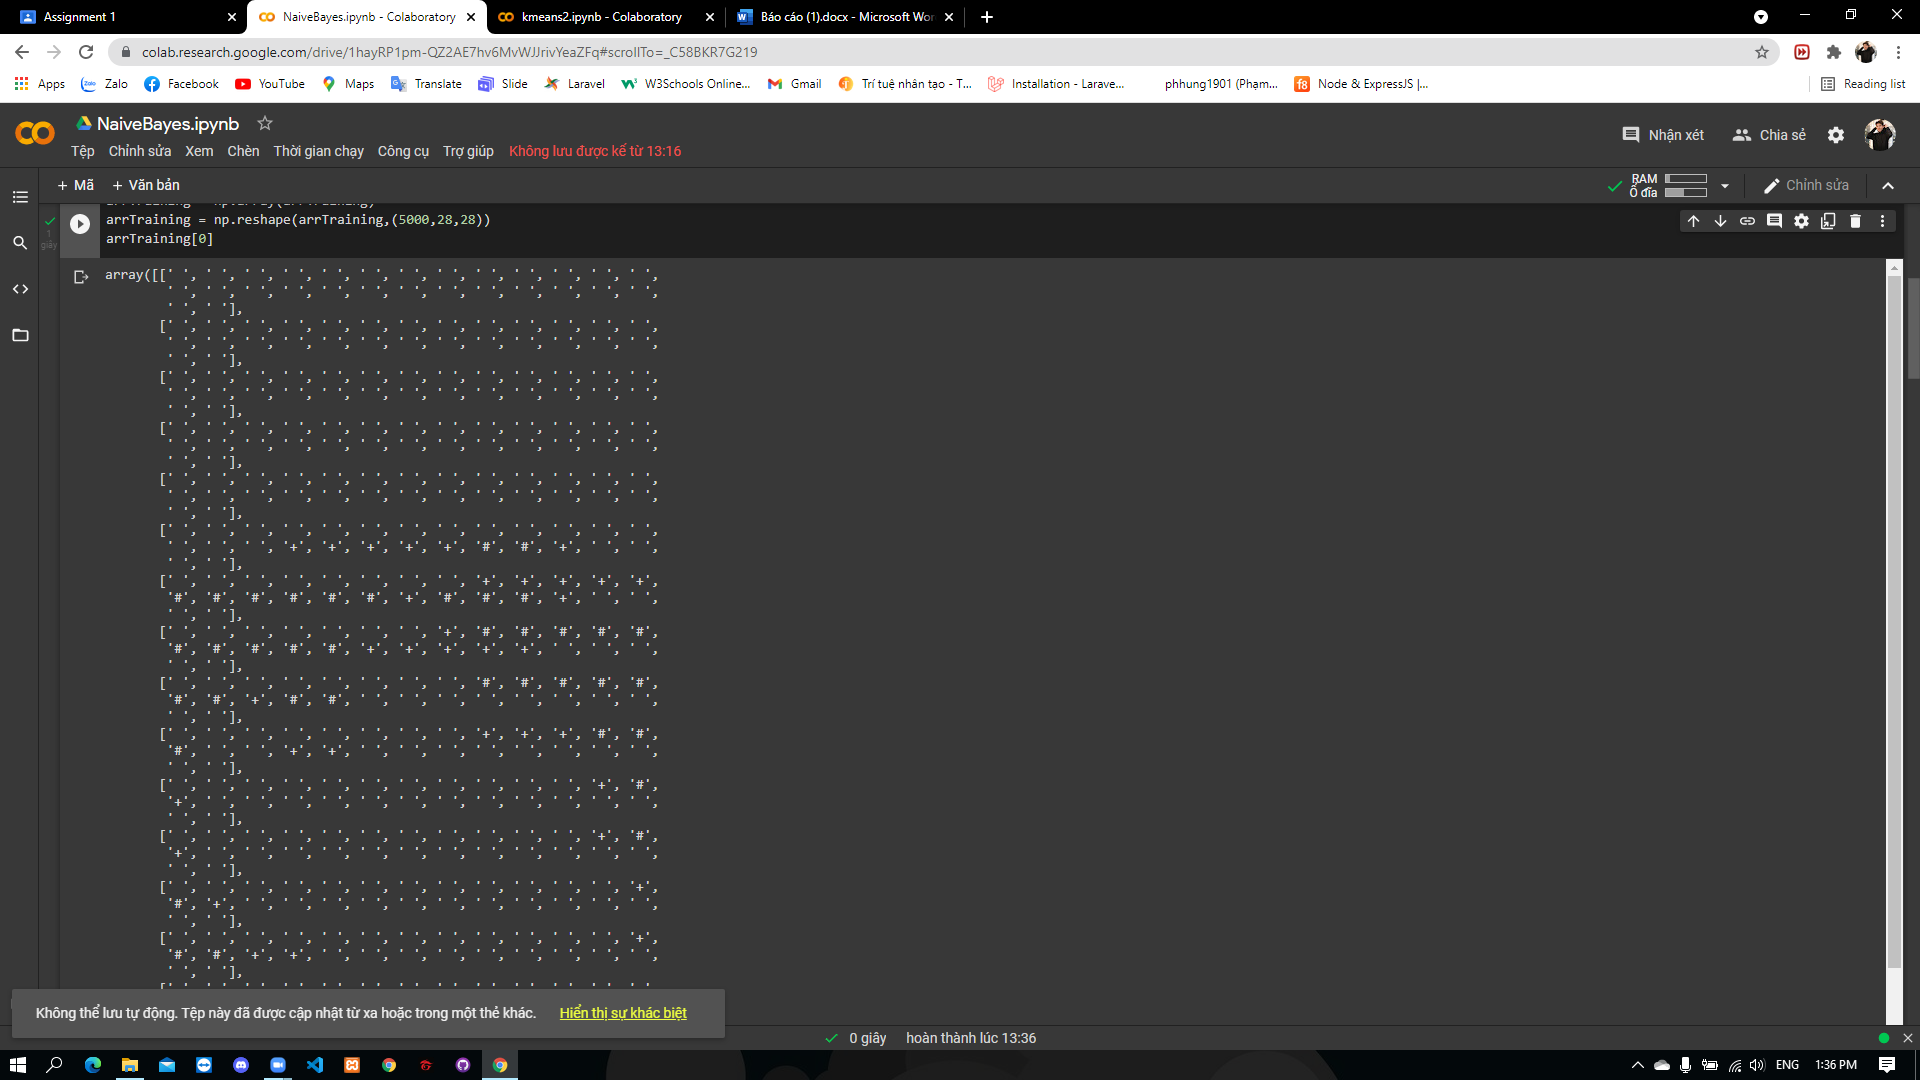 Assignment 1
NaiveBayes.ipynb - Colaboratory
kmeans2.ipynb - Colaboratory
Báo cáo (1).docx - Microsoft Wor
colab.research.google.com/drive/1hayRP1pm-QZ2AE7hv6MvWJJrivYeaZFq#scrollTo=_C58BKR7G219
Apps Zalo Facebook YouTube Maps Translate Slide Laravel W3Schools Online... Gmail Trí tuệ nhân tạo - T... Installation - Larave... phhung1901 (Phạm... Node & ExpressJS |... Reading list
NaiveBayes.ipynb
Nhận xét Chia sẻ
Tệp Chỉnh sửa Xem Chèn Thời gian chạy Công cụ Trợ giúp Không lưu được kể từ 13:16
+ Mã + Văn bản
RAM
Ổ đĩa
Chỉnh sửa
arrTraining = np.reshape(arrTraining,(5000,28,28))
arrTraining[0]
1
giây
array([[' ', ' ', ' ', ' ', ' ', ' ', ' ', ' ', ' ', ' ', ' ', ' ', ' ',
' ', ' ', ' ', ' ', ' ', ' ', ' ', ' ', ' ', ' ', ' ', ' ', ' ',
' ', ' '],
[' ', ' ', ' ', ' ', ' ', ' ', ' ', ' ', ' ', ' ', ' ', ' ', ' ',
' ', ' ', ' ', ' ', ' ', ' ', ' ', ' ', ' ', ' ', ' ', ' ', ' ',
' ', ' '],
[' ', ' ', ' ', ' ', ' ', ' ', ' ', ' ', ' ', ' ', ' ', ' ', ' ',
' ', ' ', ' ', ' ', ' ', ' ', ' ', ' ', ' ', ' ', ' ', ' ', ' ',
' ', ' '],
[' ', ' ', ' ', ' ', ' ', ' ', ' ', ' ', ' ', ' ', ' ', ' ', ' ',
' ', ' ', ' ', ' ', ' ', ' ', ' ', ' ', ' ', ' ', ' ', ' ', ' ',
' ', ' '],
[' ', ' ', ' ', ' ', ' ', ' ', ' ', ' ', ' ', ' ', ' ', ' ', ' ',
' ', ' ', ' ', ' ', ' ', ' ', ' ', ' ', ' ', ' ', ' ', ' ', ' ',
' ', ' '],
[' ', ' ', ' ', ' ', ' ', ' ', ' ', ' ', ' ', ' ', ' ', ' ', ' ',
' ', ' ', ' ', '+', '+', '+', '+', '+', '#', '#', '+', ' ', ' ',
' ', ' '],
[' ', ' ', ' ', ' ', ' ', ' ', ' ', ' ', '+', '+', '+', '+', '+',
'#', '#', '#', '#', '#', '#', '+', '#', '#', '#', '+', ' ', ' ',
' ', ' '],
[' ', ' ', ' ', ' ', ' ', ' ', ' ', '+', '#', '#', '#', '#', '#',
'#', '#', '#', '#', '#', '+', '+', '+', '+', '+', ' ', ' ', ' ',
' ', ' '],
[' ', ' ', ' ', ' ', ' ', ' ', ' ', ' ', '#', '#', '#', '#', '#',
'#', '#', '+', '#', '#', ' ', ' ', ' ', ' ', ' ', ' ', ' ', ' ',
' ', ' '],
[' ', ' ', ' ', ' ', ' ', ' ', ' ', ' ', '+', '+', '+', '#', '#',
'#', ' ', ' ', '+', '+', ' ', ' ', ' ', ' ', ' ', ' ', ' ', ' ',
' ', ' '],
[' ', ' ', ' ', ' ', ' ', ' ', ' ', ' ', ' ', ' ', ' ', '+', '#',
'+', ' ', ' ', ' ', ' ', ' ', ' ', ' ', ' ', ' ', ' ', ' ', ' ',
' ', ' '],
[' ', ' ', ' ', ' ', ' ', ' ', ' ', ' ', ' ', ' ', ' ', '+', '#',
'+', ' ', ' ', ' ', ' ', ' ', ' ', ' ', ' ', ' ', ' ', ' ', ' ',
' ', ' '],
[' ', ' ', ' ', ' ', ' ', ' ', ' ', ' ', ' ', ' ', ' ', ' ', '+',
'#', '+', ' ', ' ', ' ', ' ', ' ', ' ', ' ', ' ', ' ', ' ', ' ',
' ', ' '],
[' ', ' ', ' ', ' ', ' ', ' ', ' ', ' ', ' ', ' ', ' ', ' ', '+',
'#', '#', '+', '+', ' ', ' ', ' ', ' ', ' ', ' ', ' ', ' ', ' ',
' ', ' '],
Không thể lưu tự động. Tệp này đã được cập nhật từ xa hoặc trong một thẻ khác. Hiển thị sự khác biệt
0 giây hoàn thành lúc 13:36
ENG 1:36 PM